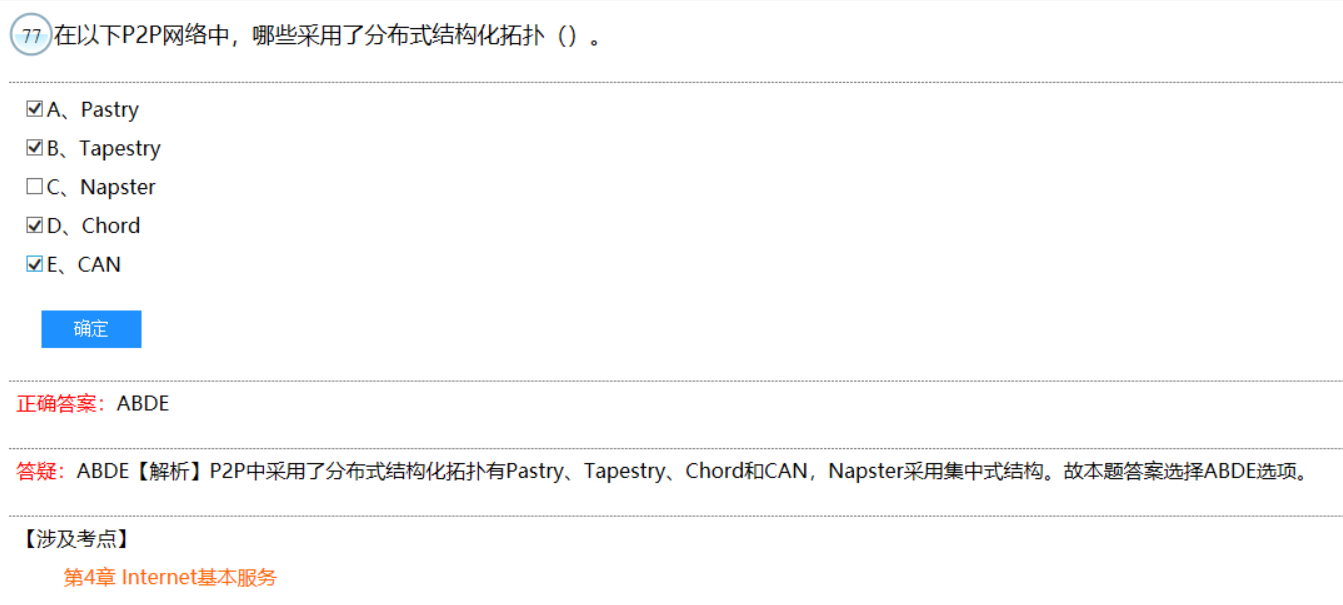 77 在以下P2P网络中，哪些采用了分布式结构化拓扑（）。
A、Pastry
B、Tapestry
C、Napster
D、Chord
E、CAN
确定
正确答案：ABDE
答疑：ABDE【解析】P2P中采用了分布式结构化拓扑有Pastry、Tapestry、Chord和CAN，Napster采用集中式结构。故本题答案选择ABDE选项。
【涉及考点】
第4章 Internet基本服务